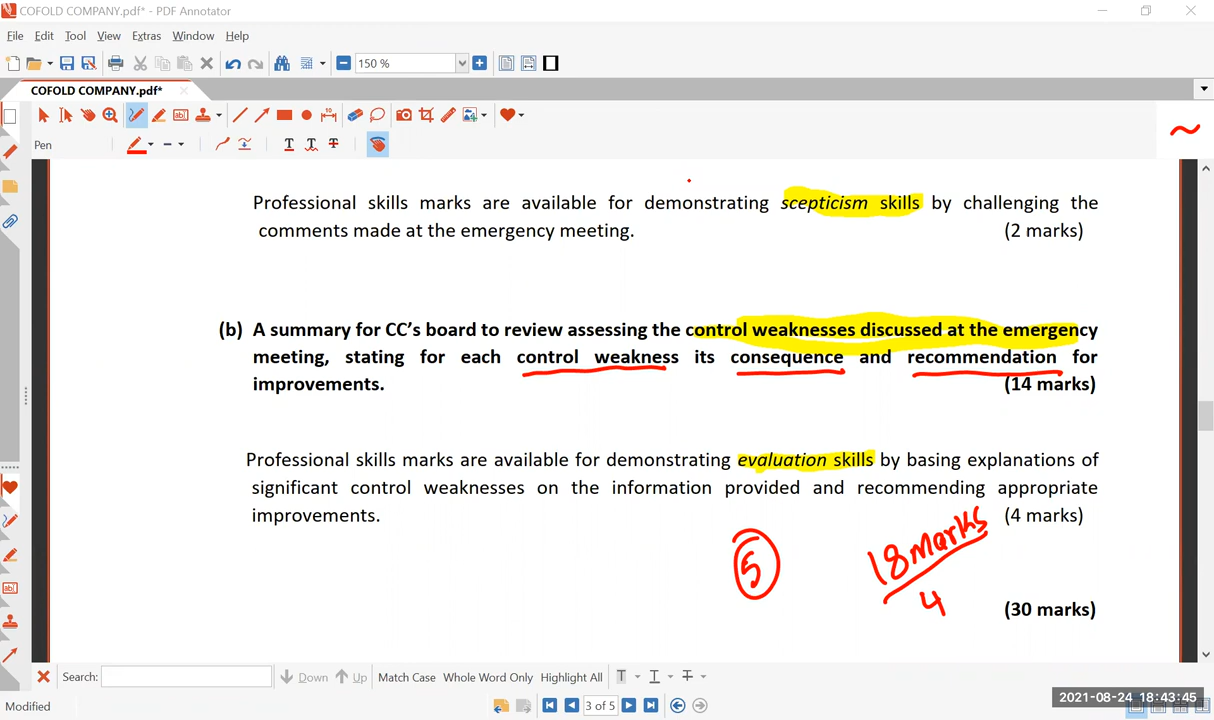 COFOLD COMPANY.pdf* - PDF Annotator
File Edit Tool View Extras Window Help
150 %
COFOLD COMPANY.pdf*
Pen
Professional skills marks are available for demonstrating scepticism skills by challenging the
comments made at the emergency meeting. (2 marks)
(b) A summary for CC's board to review assessing the control weaknesses discussed at the emergency
meeting, stating for each control weakness its consequence and recommendation for
improvements. (14 marks)
Professional skills marks are available for demonstrating evaluation skills by basing explanations of
significant control weaknesses on the information provided and recommending appropriate
improvements. (4 marks)
5
18 marks
4
(30 marks)
Search: Down Up Match Case Whole Word Only Highlight All
Modified
3 of 5
2021-08-24 18:43:45